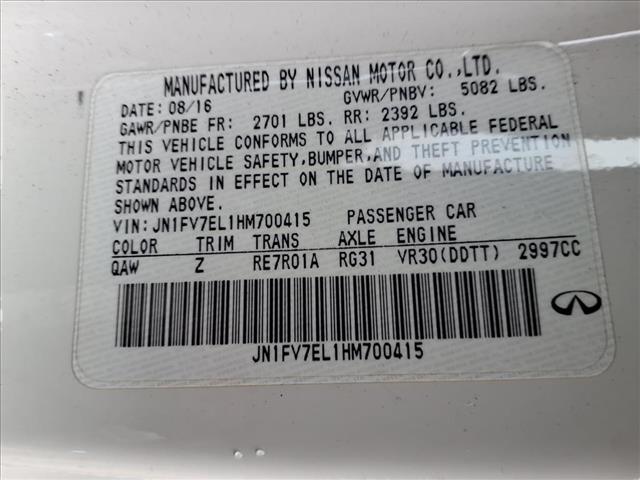 MANUFACTURED BY NISSAN MOTOR CO.,LTD.
DATE: 08/16 GVWR/PNBV: 5082 LBS.
GAWR/PNBE FR: 2701 LBS. RR: 2392 LBS.
THIS VEHICLE CONFORMS TO ALL APPLICABLE FEDERAL
MOTOR VEHICLE SAFETY,BUMPER,AND THEFT PREVENTION
STANDARDS IN EFFECT ON THE DATE OF MANUFACTURE
SHOWN ABOVE.
VIN: JN1FV7EL1HM700415 PASSENGER CAR
COLOR TRIM TRANS AXLE ENGINE
QAW Z RE7R01A RG31 VR30(DDTT) 2997CC
JN1FV7EL1HM700415